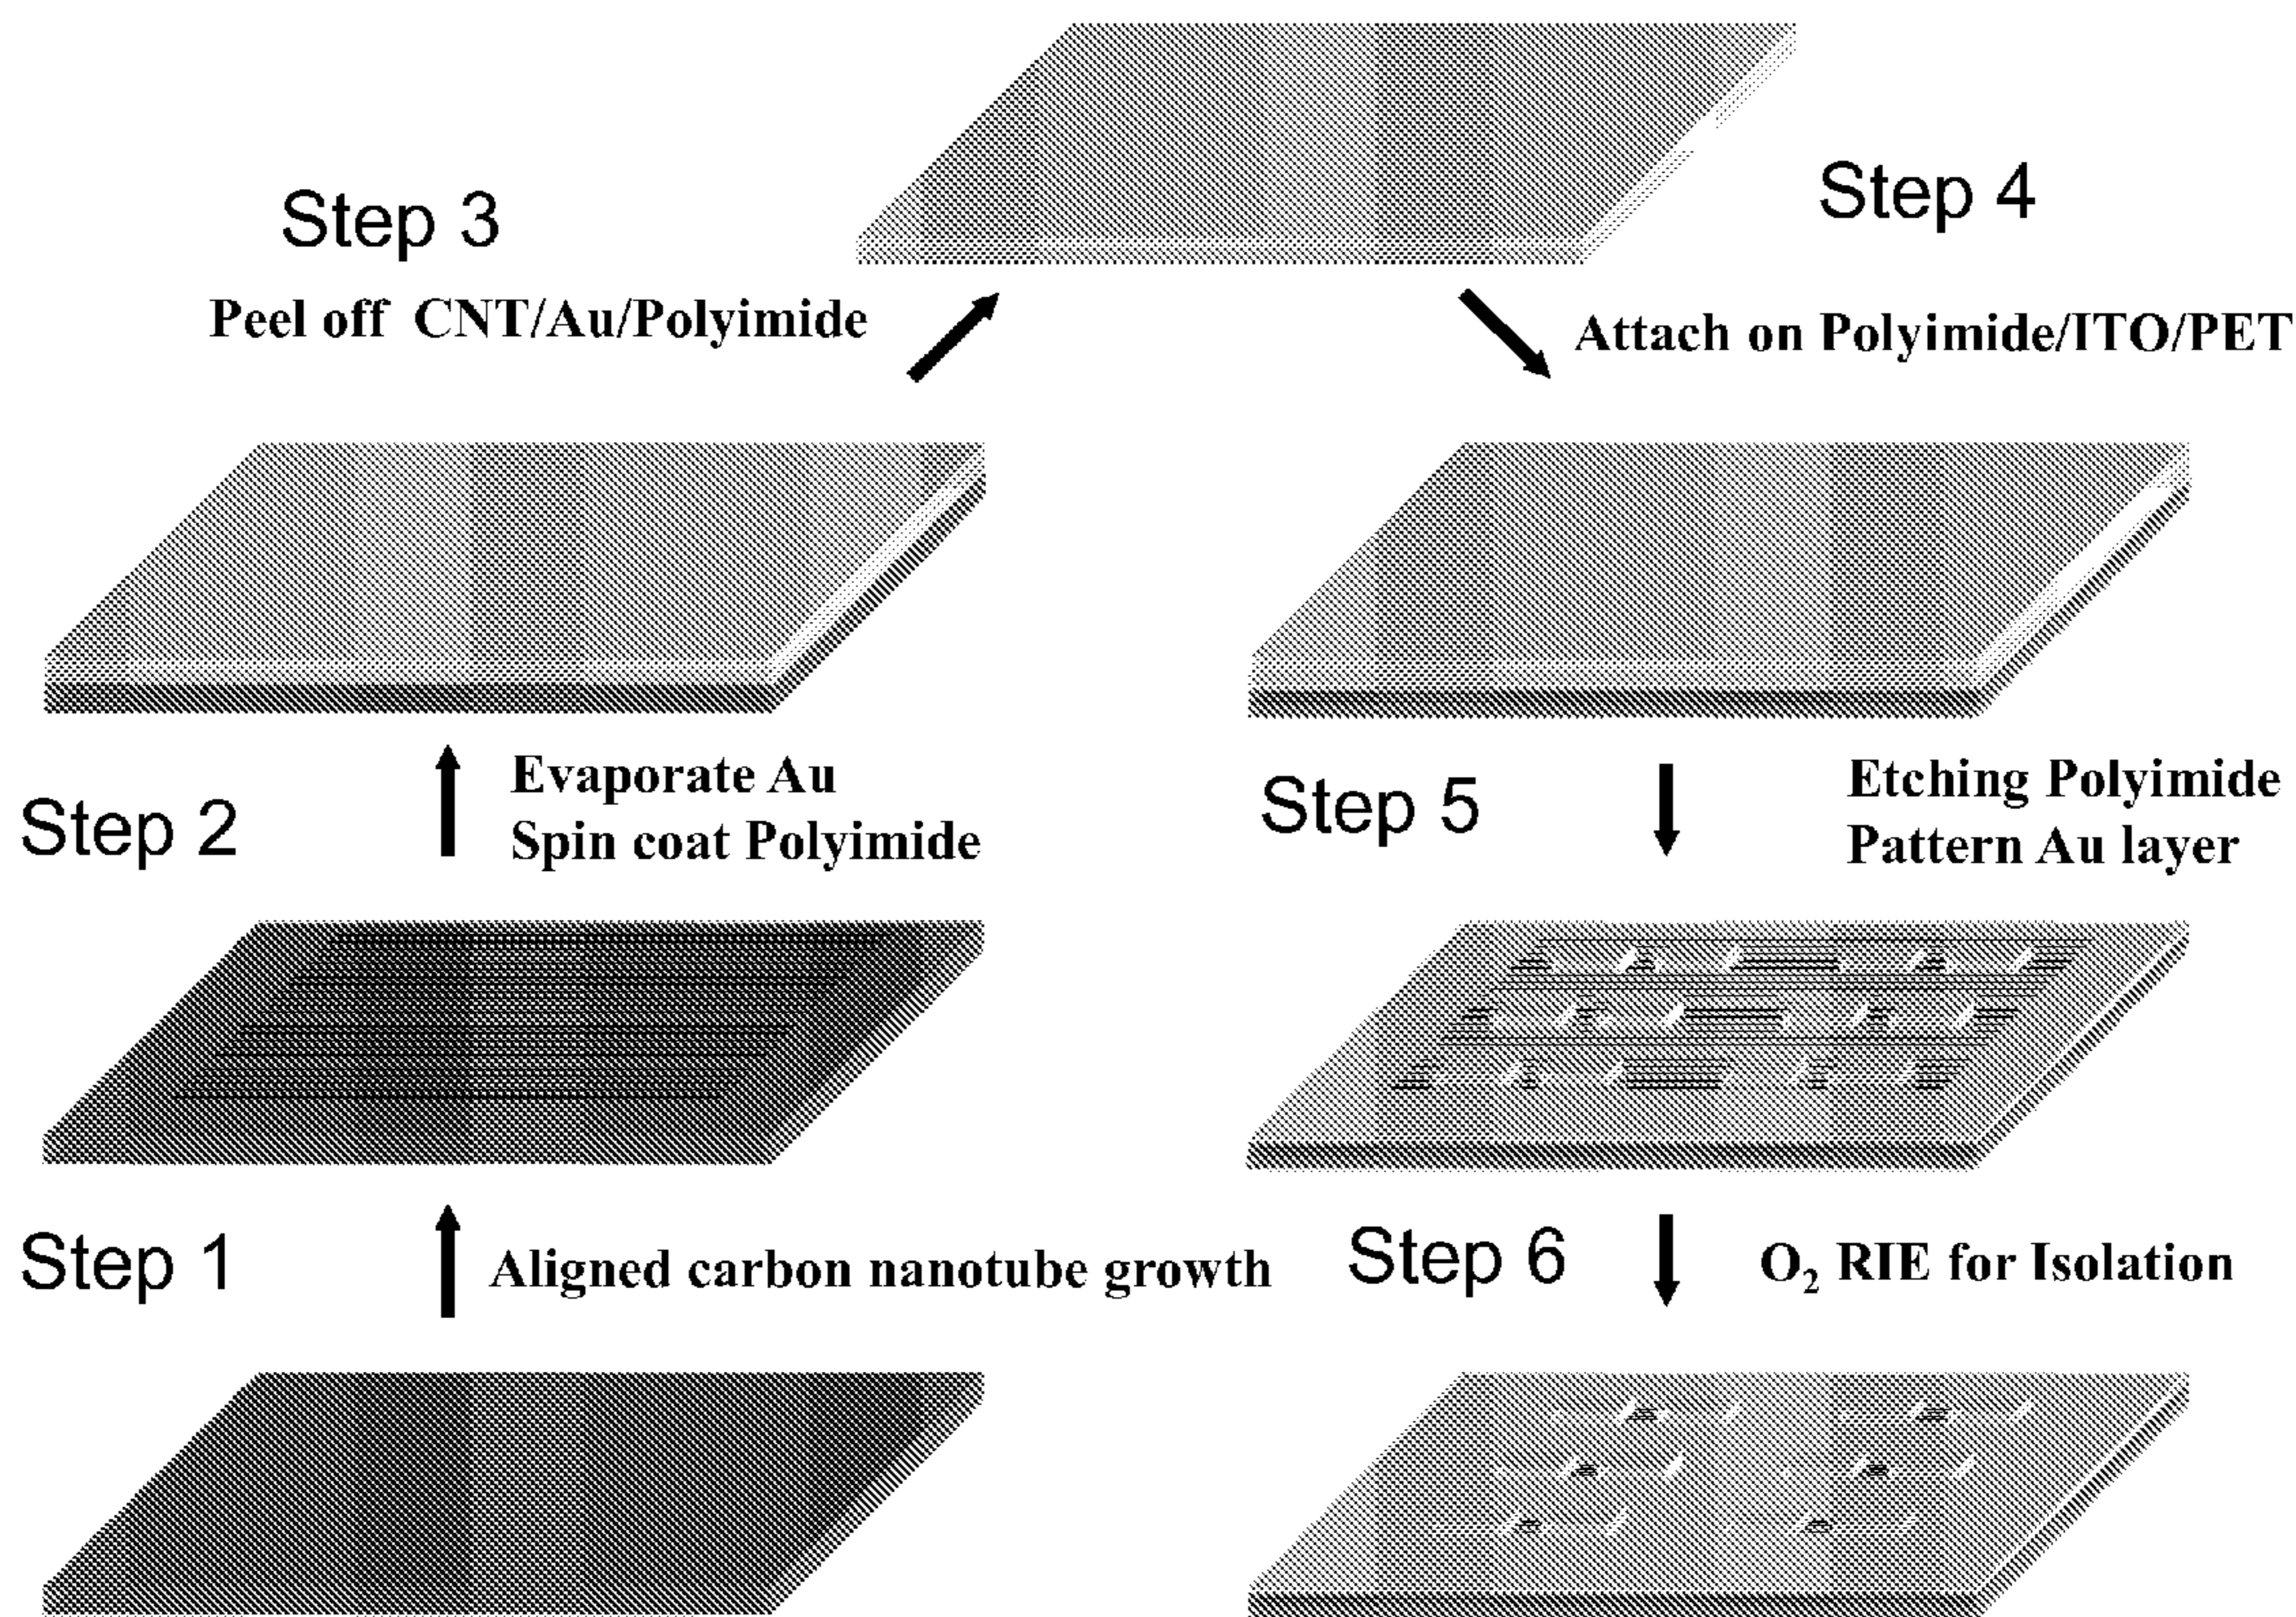 Step 3
Peel off CNT/Au/Polyimide
Step 4
Attach on Polyimide/ITO/PET
Step 2
Evaporate Au
Spin coat Polyimide
Step 5
Etching Polyimide
Pattern Au layer
Step 1
Aligned carbon nanotube growth
Step 6
O₂ RIE for Isolation